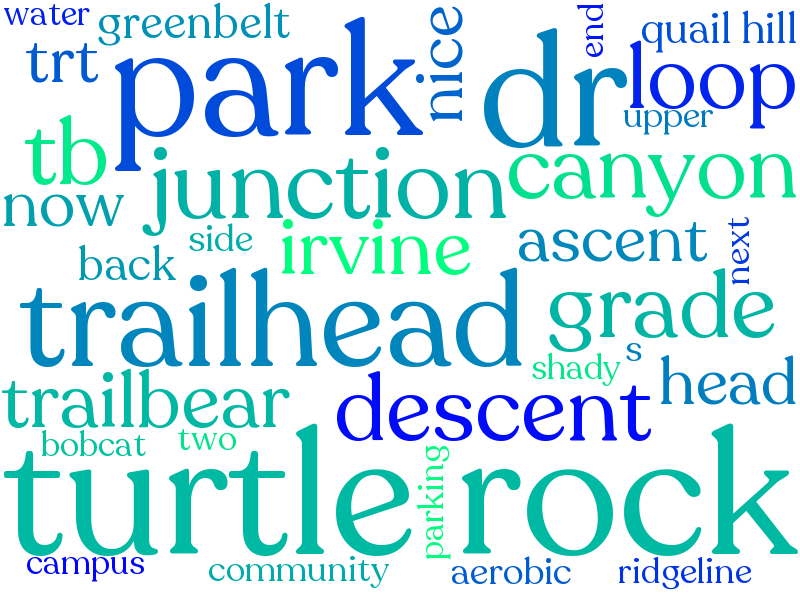 water
greenbelt
trt
park
nice
dr
end
quail hill
loop
upper
tb
junction
canyon
now
side
irvine
ascent
next
back
trailhead
grade
s
shady
head
trailbear
descent
bobcat
two
turtle rock
parking
campus
community
aerobic
ridgeline